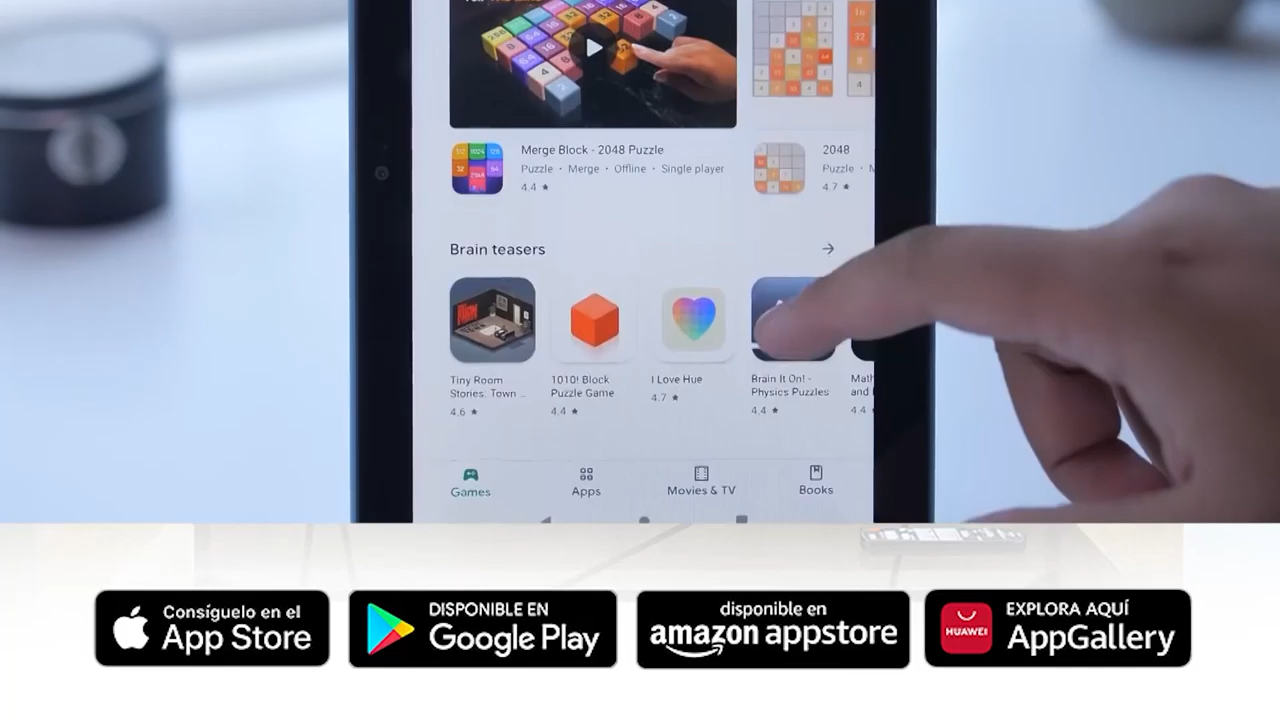 Merge Block - 2048 Puzzle
Puzzle • Merge • Offline • Single player
4.4 ★
2048
Puzzle • M
4.7 ★
Brain teasers
Tiny Room
Stories: Town ...
4.6 ★
1010! Block
Puzzle Game
4.4 ★
I Love Hue
4.7 ★
Brain It On! -
Physics Puzzles
4.4 ★
Math
and
4.4
Games
Apps
Movies & TV
Books
Consíguelo en el
App Store
DISPONIBLE EN
Google Play
disponible en
amazon appstore
HUAWEI
EXPLORA AQUÍ
AppGallery